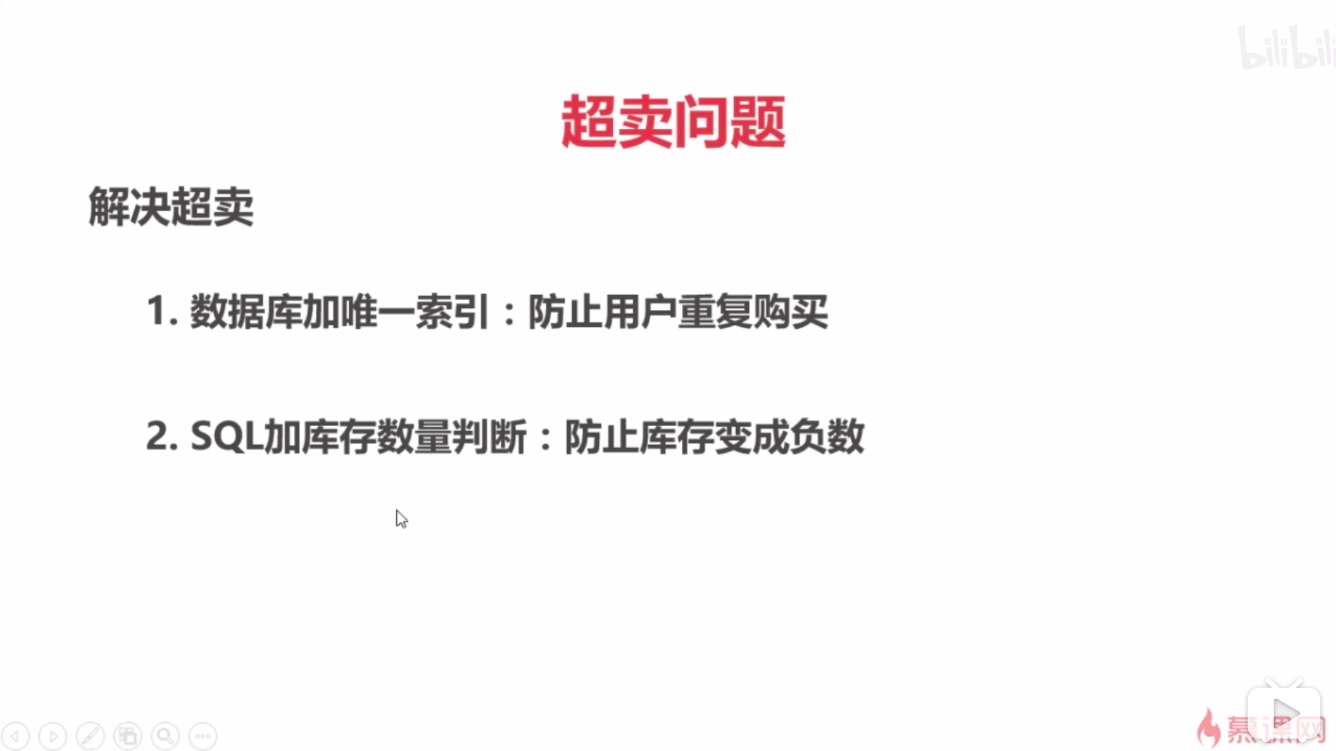 bilibili
超卖问题
解决超卖
1. 数据库加唯一索引：防止用户重复购买
2. SQL加库存数量判断：防止库存变成负数
慕课网